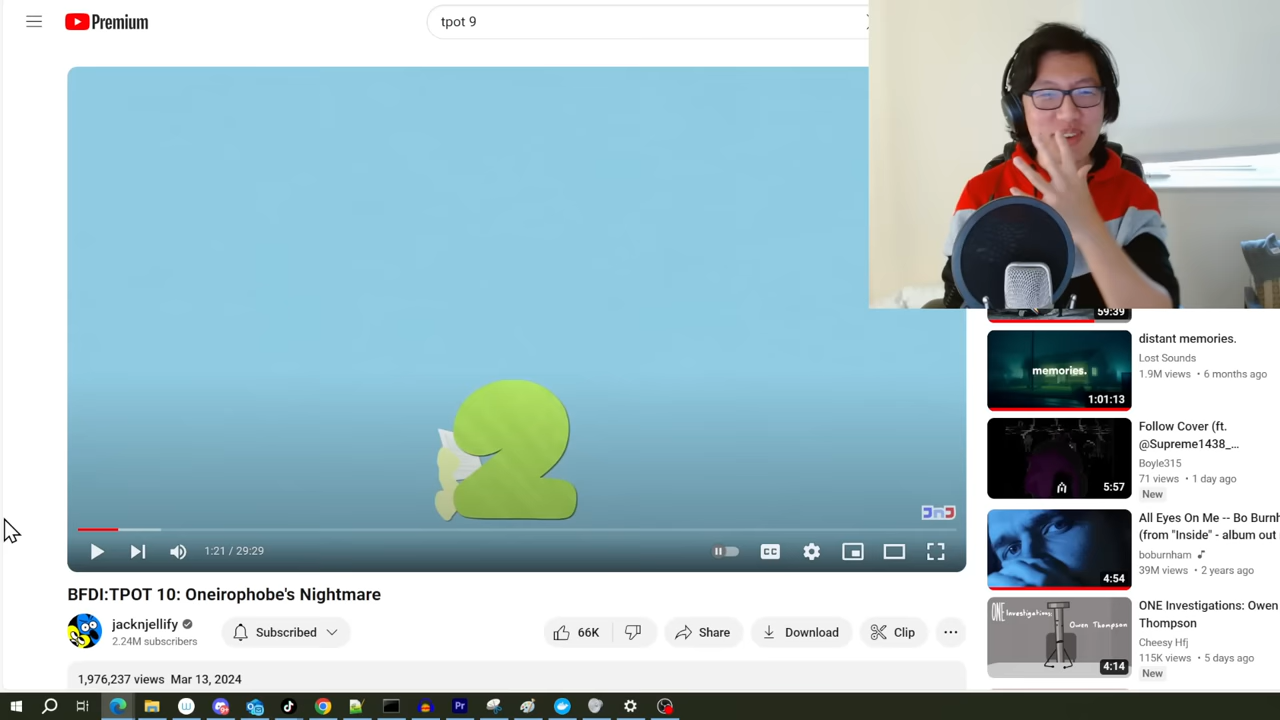 Premium
tpot 9
1:21 / 29:29
CC
BFDI:TPOT 10: Oneirophobe's Nightmare
jacknjellify
2.24M subscribers
Subscribed
66K
Share
Download
Clip
1,976,237 views Mar 13, 2024
59:39
memories.
1:01:13
distant memories.
Lost Sounds
1.9M views • 6 months ago
5:57
Follow Cover (ft.
@Supreme1438_...
Boyle315
71 views • 1 day ago
New
4:54
All Eyes On Me -- Bo Burnh
(from "Inside" - album out
boburnham
39M views • 2 years ago
ONE Investigations:
Owen Thompson
4:14
ONE Investigations: Owen
Thompson
Cheesy Hfj
115K views • 5 days ago
New